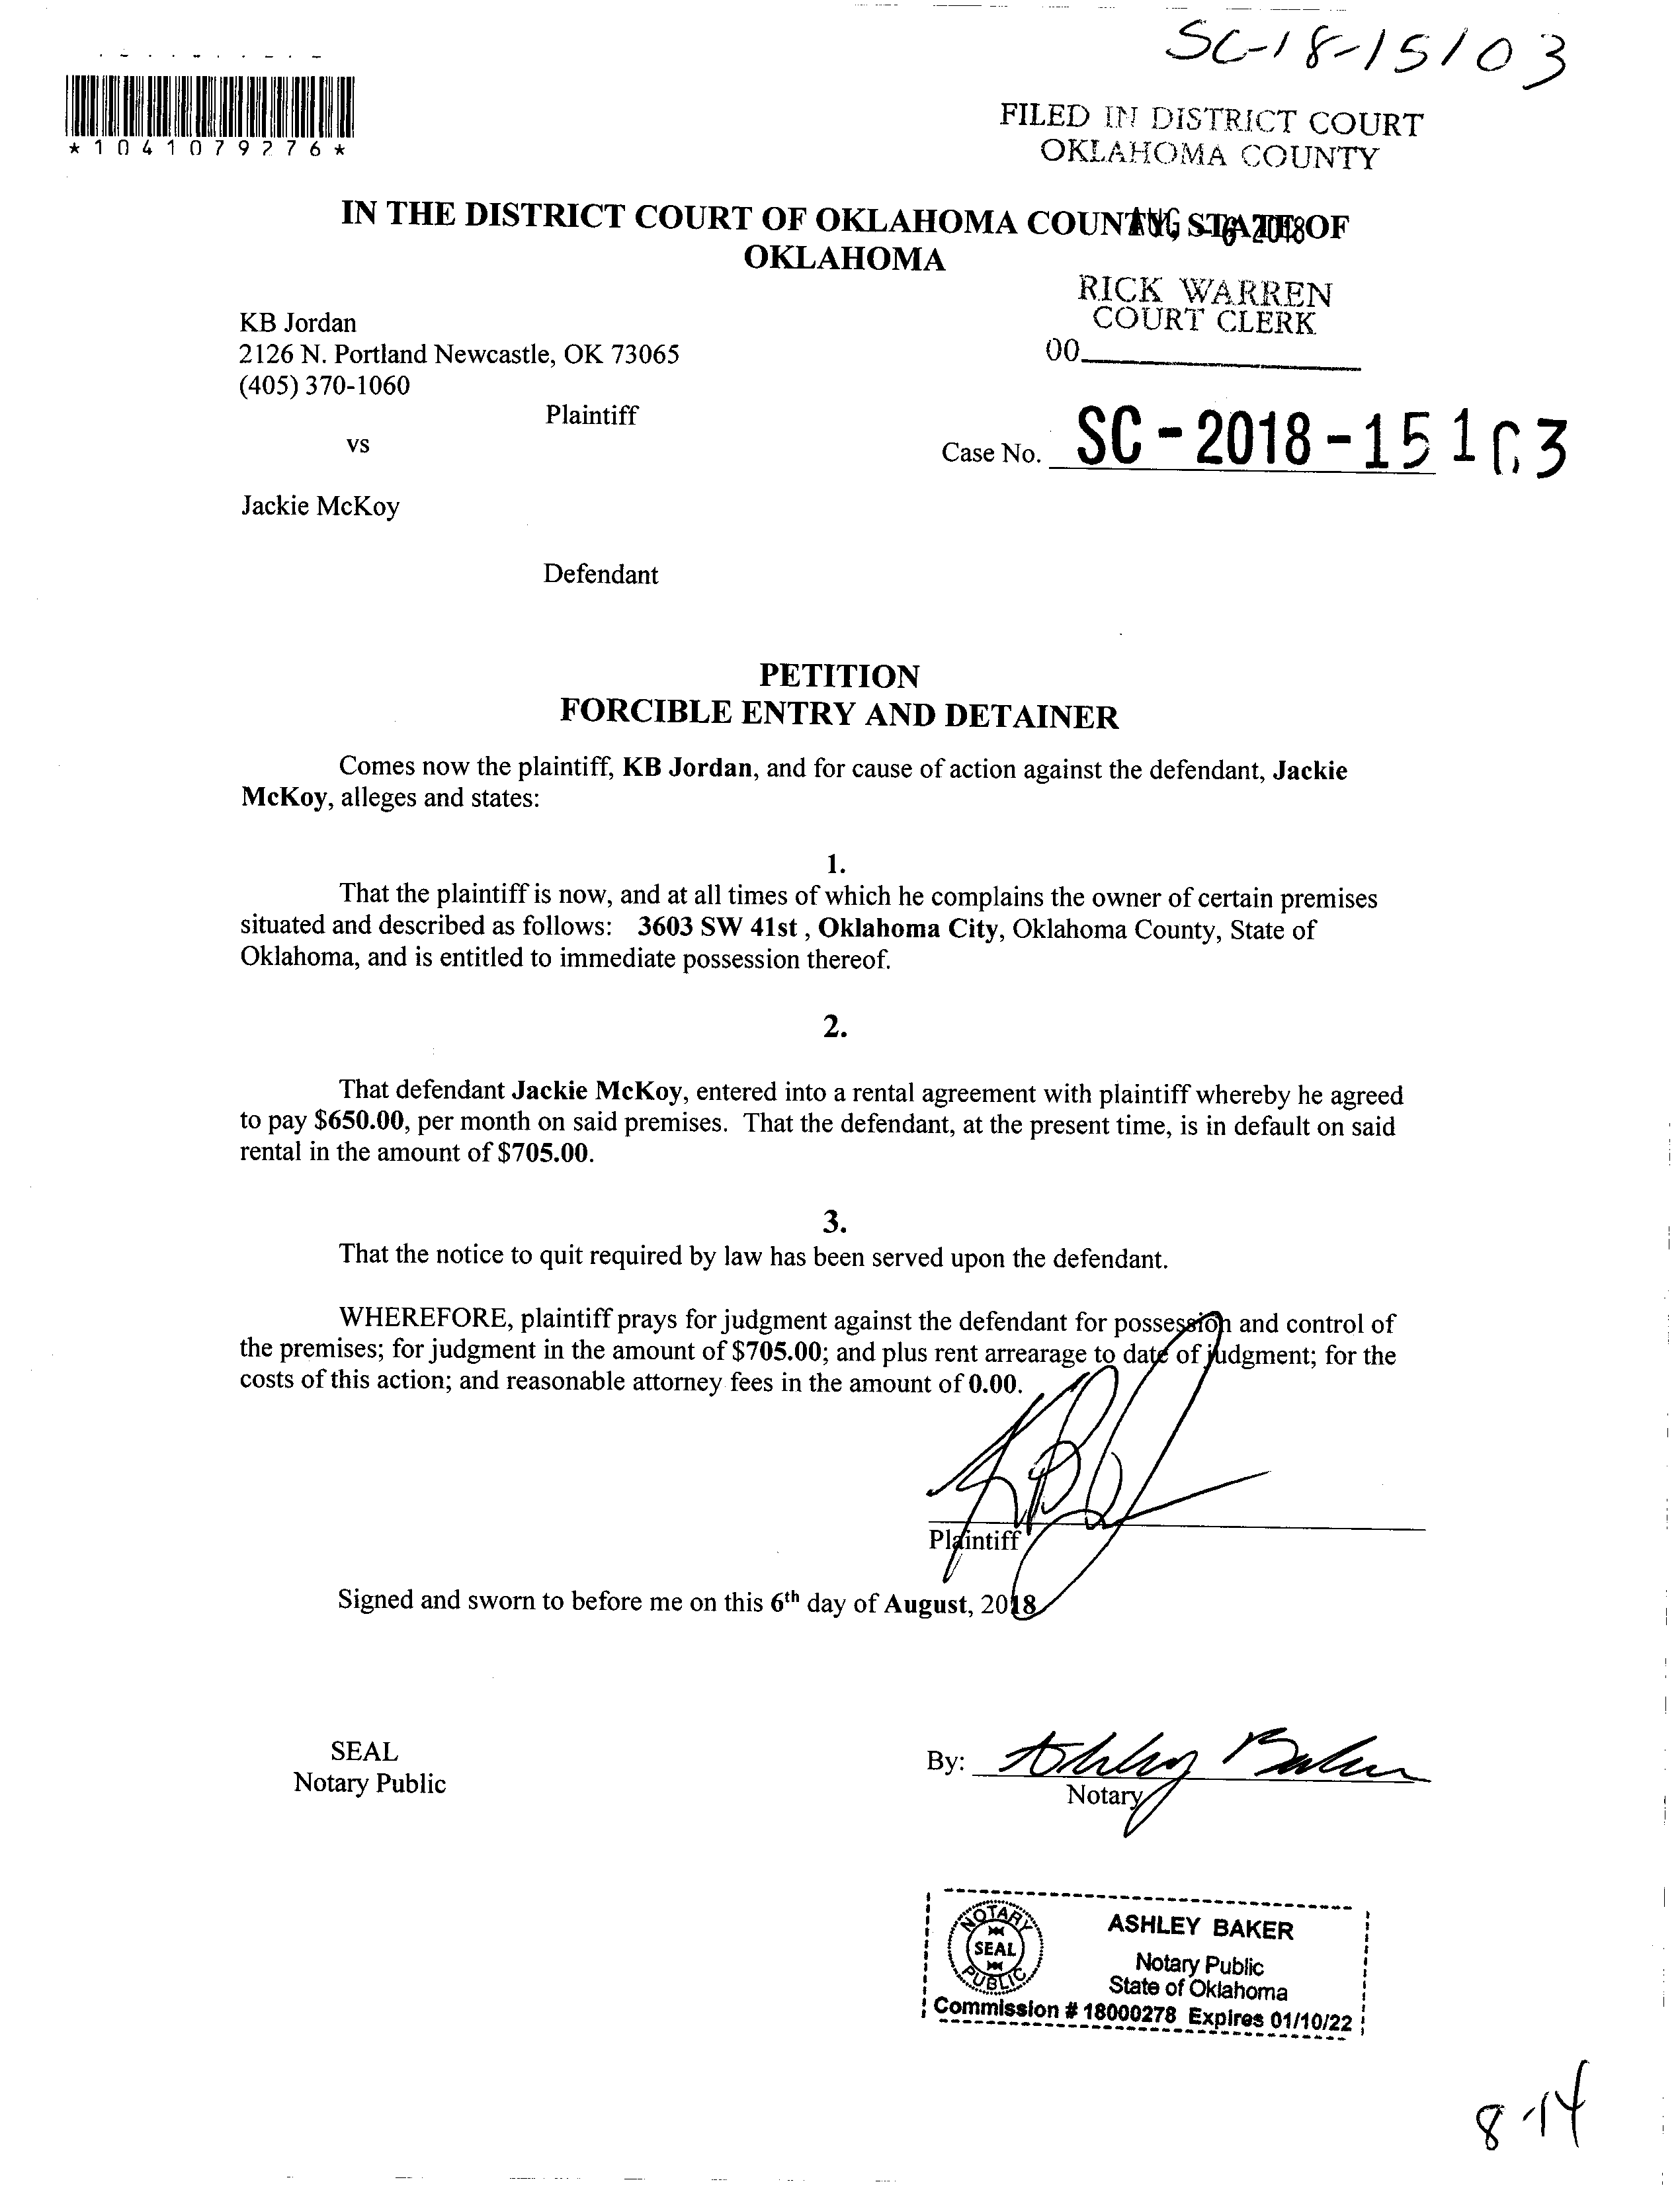 SC-18-15103
*1041079276*
FILED IN DISTRICT COURT
OKLAHOMA COUNTY
AUG -6 2018
IN THE DISTRICT COURT OF OKLAHOMA COUNTY, STATE OF
OKLAHOMA
RICK WARREN
COURT CLERK
00
KB Jordan
2126 N. Portland Newcastle, OK 73065
(405) 370-1060
Plaintiff
vs
Case No. SC-2018-15103
Jackie McKoy
Defendant
PETITION
FORCIBLE ENTRY AND DETAINER
Comes now the plaintiff, KB Jordan, and for cause of action against the defendant, Jackie
McKoy, alleges and states:
1.
That the plaintiff is now, and at all times of which he complains the owner of certain premises
situated and described as follows: 3603 SW 41st , Oklahoma City, Oklahoma County, State of
Oklahoma, and is entitled to immediate possession thereof.
2.
That defendant Jackie McKoy, entered into a rental agreement with plaintiff whereby he agreed
to pay $650.00, per month on said premises. That the defendant, at the present time, is in default on said
rental in the amount of $705.00.
3.
That the notice to quit required by law has been served upon the defendant.
WHEREFORE, plaintiff prays for judgment against the defendant for possession and control of
the premises; for judgment in the amount of $705.00; and plus rent arrearage to date of judgment; for the
costs of this action; and reasonable attorney fees in the amount of 0.00.
Plaintiff
Signed and sworn to before me on this 6th day of August, 2018
SEAL
Notary Public
By: Ashley Baker
Notary
NOTARY
SEAL
PUBLIC
ASHLEY BAKER
Notary Public
State of Oklahoma
Commission # 18000278 Expires 01/10/22
8-14